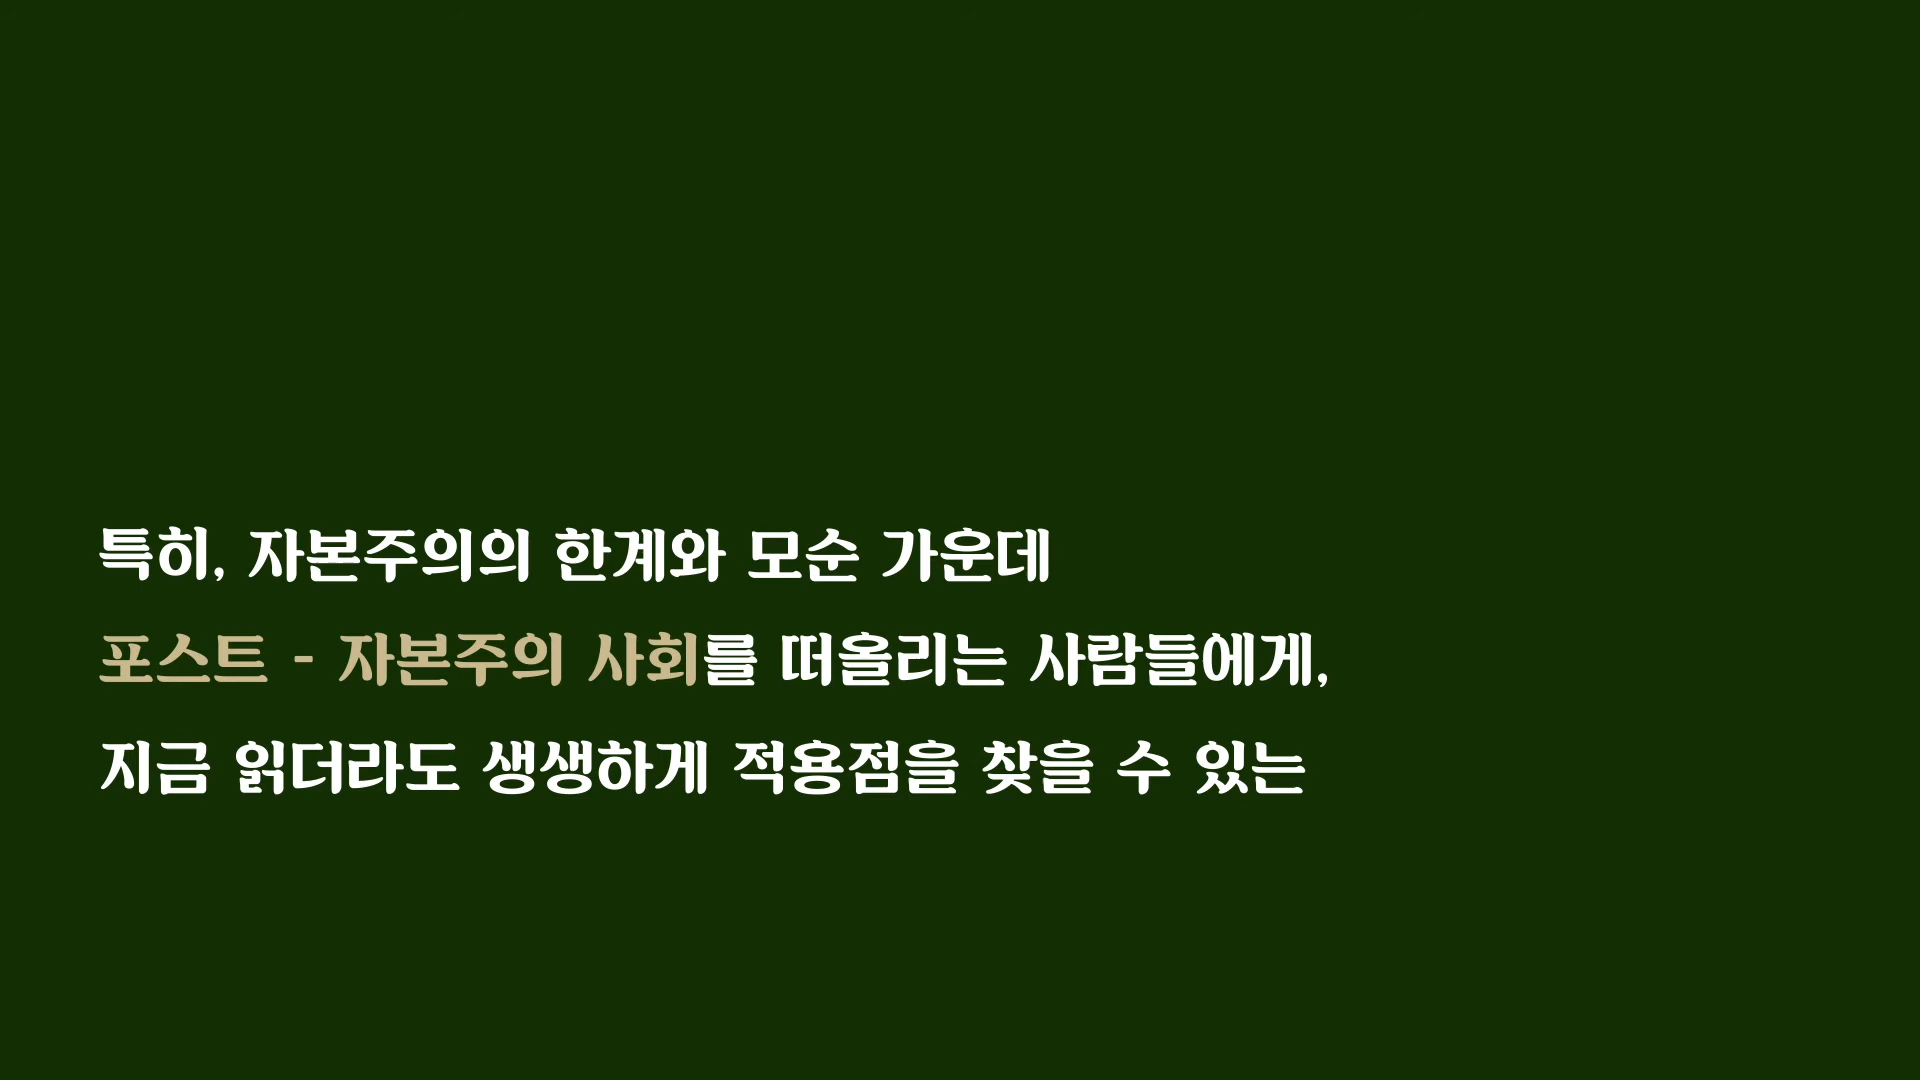 특히, 자본주의의 한계와 모순 가운데
포스트 - 자본주의 사회를 떠올리는 사람들에게,
지금 읽더라도 생생하게 적용점을 찾을 수 있는